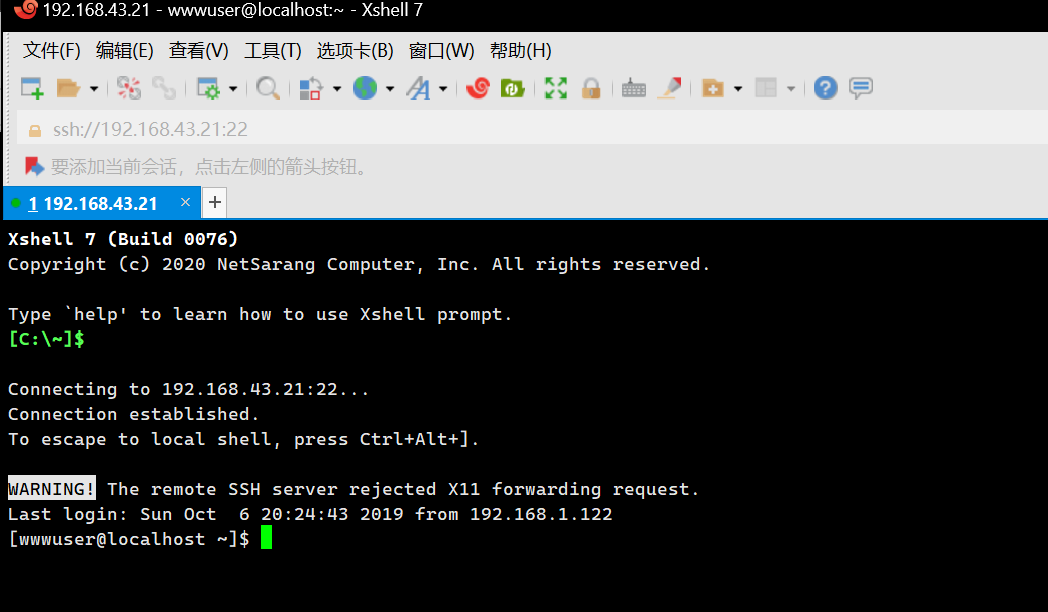 192.168.43.21 - wwwuser@localhost:~ - Xshell 7
文件(F) 编辑(E) 查看(V) 工具(T) 选项卡(B) 窗口(W) 帮助(H)
ssh://192.168.43.21:22
要添加当前会话，点击左侧的箭头按钮。
1 192.168.43.21 × +
Xshell 7 (Build 0076)
Copyright (c) 2020 NetSarang Computer, Inc. All rights reserved.
Type `help' to learn how to use Xshell prompt.
[C:\~]$
Connecting to 192.168.43.21:22...
Connection established.
To escape to local shell, press Ctrl+Alt+].
WARNING! The remote SSH server rejected X11 forwarding request.
Last login: Sun Oct  6 20:24:43 2019 from 192.168.1.122
[wwwuser@localhost ~]$